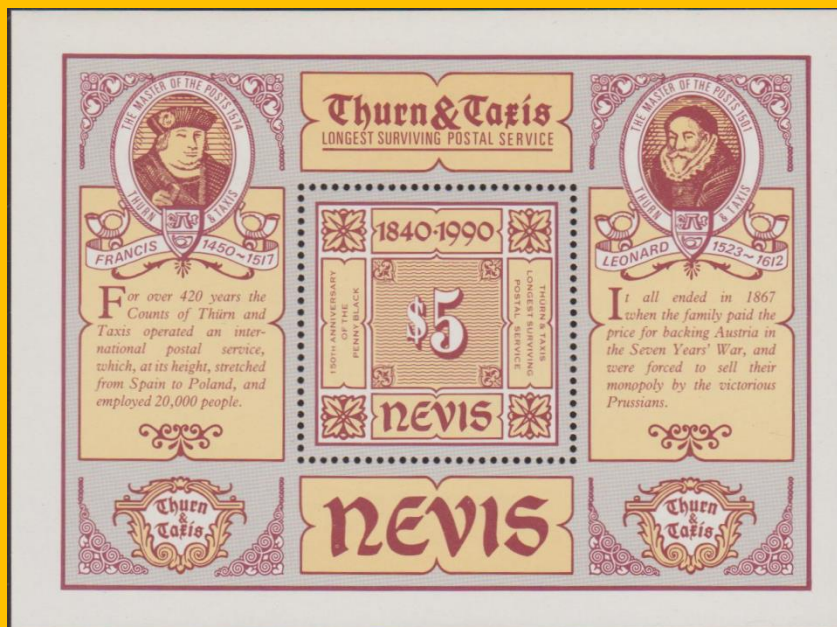 THE MASTER OF THE POSTS 1574
THURN & TAXIS
FRANCIS 1450~1517
For over 420 years the
Counts of Thürn and
Taxis operated an inter-
national postal service,
which, at its height, stretched
from Spain to Poland, and
employed 20,000 people.
Thurn
&
Taxis
Thurn & Taxis
LONGEST SURVIVING POSTAL SERVICE
1840-1990
150TH ANNIVERSARY
OF THE
PENNY BLACK
$5
THÜRN & TAXIS
LONGEST SURVIVING
POSTAL SERVICE
NEVIS
NEVIS
THE MASTER OF THE POSTS 1501
THURN & TAXIS
LEONARD 1523~1612
It all ended in 1867
when the family paid the
price for backing Austria in
the Seven Years' War, and
were forced to sell their
monopoly by the victorious
Prussians.
Thurn
&
Taxis